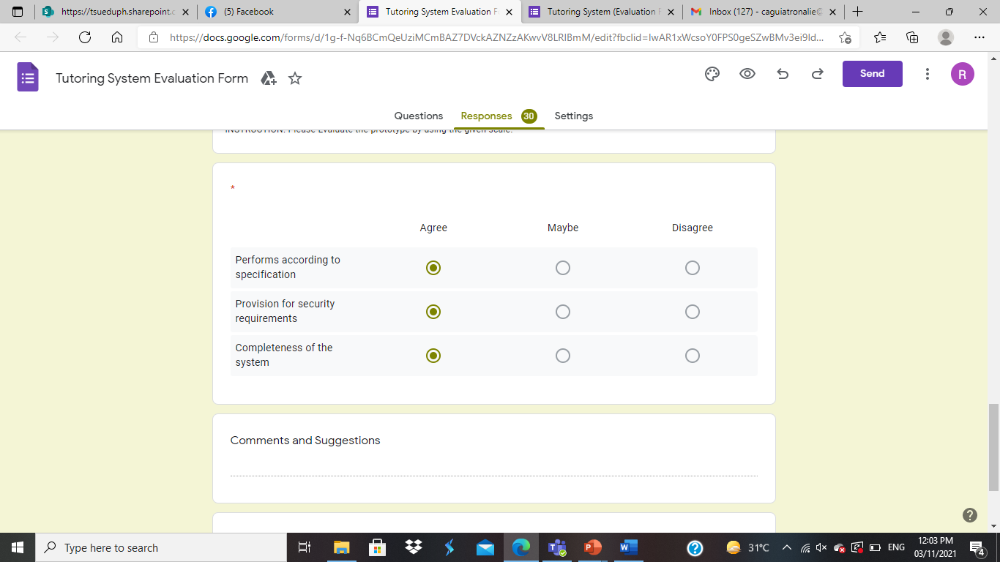 https://tsueduph.sharepoint.c
(5) Facebook
Tutoring System Evaluation F
Tutoring System (Evaluation F
Inbox (127) - caguiatronalie@
https://docs.google.com/forms/d/1g-f-Nq6BCmQeUziMCmBAZ7DVckAZNZzAKwvV8LRIBmM/edit?fbclid=IwAR1xWcsoY0FPS0geSZwBMv3ei9Id...
Tutoring System Evaluation Form
Send
R
Questions Responses 30 Settings
INSTRUCTION: Please Evaluate the prototype by using the given scale.
*
Agree Maybe Disagree
Performs according to
specification
Provision for security
requirements
Completeness of the
system
Comments and Suggestions
Type here to search
31°C
ENG
12:03 PM
03/11/2021
4